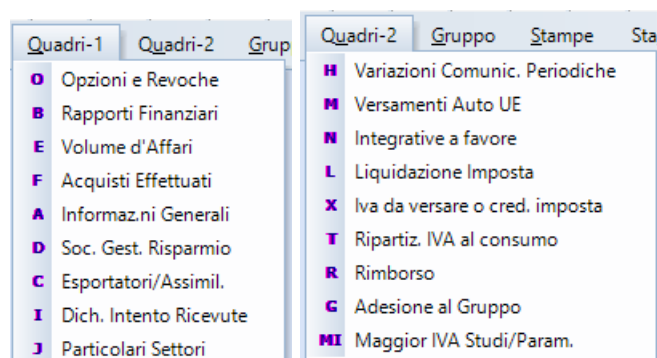 Quadri-1 Quadri-2 Grup
O Opzioni e Revoche
B Rapporti Finanziari
E Volume d'Affari
F Acquisti Effettuati
A Informaz.ni Generali
D Soc. Gest. Risparmio
C Esportatori/Assimil.
I Dich. Intento Ricevute
J Particolari Settori
Quadri-2 Gruppo Stampe Sta
H Variazioni Comunic. Periodiche
M Versamenti Auto UE
N Integrative a favore
L Liquidazione Imposta
X Iva da versare o cred. imposta
T Ripartiz. IVA al consumo
R Rimborso
G Adesione al Gruppo
MI Maggior IVA Studi/Param.